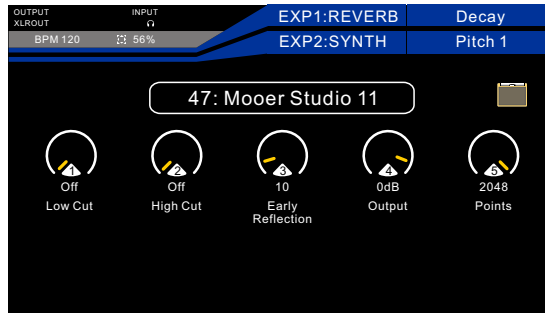 OUTPUT INPUT EXP1:REVERB Decay
XLROUT
BPM 120 56% EXP2:SYNTH Pitch 1
47: Mooer Studio 11
1 2 3 4 5
Off Off 10 0dB 2048
Low Cut High Cut Early Output Points
Reflection